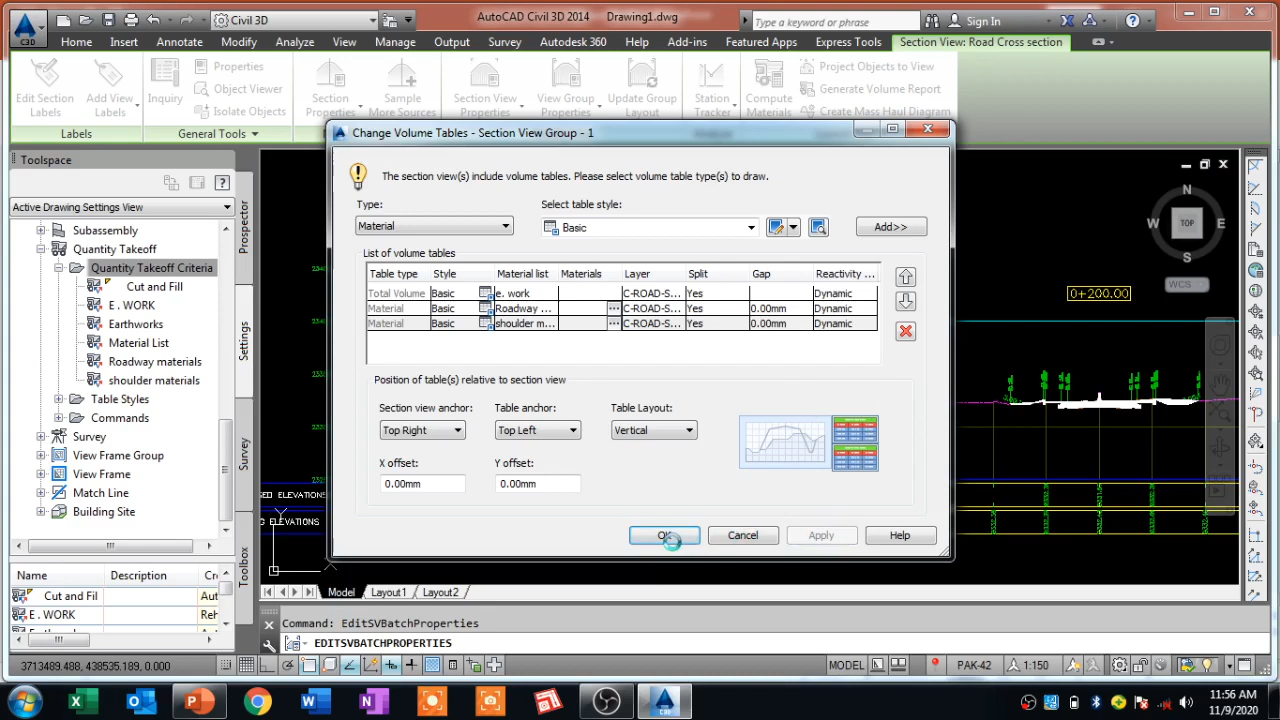 Civil 3D
AutoCAD Civil 3D 2014 Drawing1.dwg
Type a keyword or phrase
Sign In
C3D
Home Insert Annotate Modify Analyze View Manage Output Survey Autodesk 360 Help Add-ins Featured Apps Express Tools Section View: Road Cross section
Edit Section Labels
Add View Labels
Inquiry
Properties
Object Viewer
Isolate Objects
Section Properties
Sample More Sources
Section View Properties
View Group Properties
Update Group Layout
Station Tracker
Compute Materials
Project Objects to View
Generate Volume Report
Create Mass Haul Diagram
Labels
General Tools
Toolspace
Active Drawing Settings View
Subassembly
Quantity Takeoff
Quantity Takeoff Criteria
Cut and Fill
E . WORK
Earthworks
Material List
Roadway materials
shoulder materials
Table Styles
Commands
Survey
View Frame Group
View Frame
Match Line
Building Site
Prospector
Settings
Survey
Toolbox
Name Description
Cut and Fil
E . WORK
Change Volume Tables - Section View Group - 1
The section view(s) include volume tables. Please select volume table type(s) to draw.
Type:
Select table style:
Material
Basic
Add>>
List of volume tables
Table type Style Material list Materials Layer Split Gap Reactivity ...
Total Volume Basic e. work C-ROAD-S... Yes Dynamic
Material Basic Roadway ... C-ROAD-S... Yes 0.00mm Dynamic
Material Basic shoulder m... C-ROAD-S... Yes 0.00mm Dynamic
Position of table(s) relative to section view
Section view anchor: Table anchor: Table Layout:
Top Right Top Left Vertical
X offset: Y offset:
0.00mm 0.00mm
OK Cancel Apply Help
0+200.00
N
W TOP E
S
WCS
Model Layout1 Layout2
Command: EditSVBatchProperties
EDITSVBATCHPROPERTIES
3713489.488, 438535.189, 0.000
MODEL
PAK-42
1:150
11:56 AM
11/9/2020